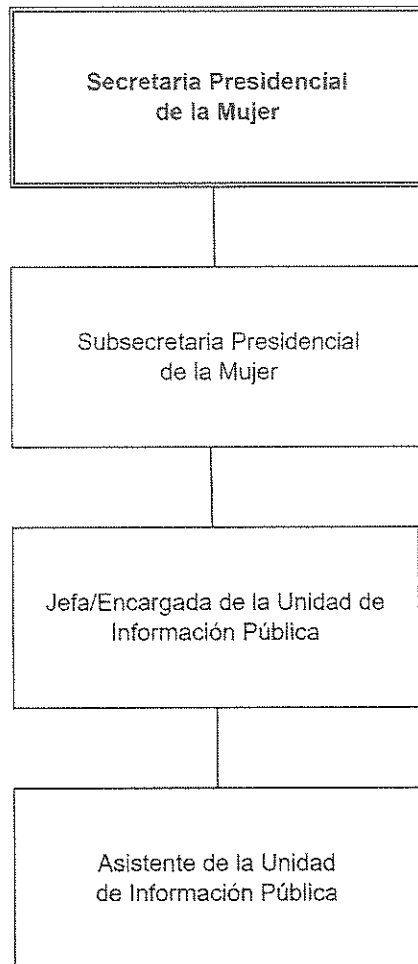 Secretaria Presidencial
de la Mujer
Subsecretaria Presidencial
de la Mujer
Jefa/Encargada de la Unidad de
Información Pública
Asistente de la Unidad
de Información Pública